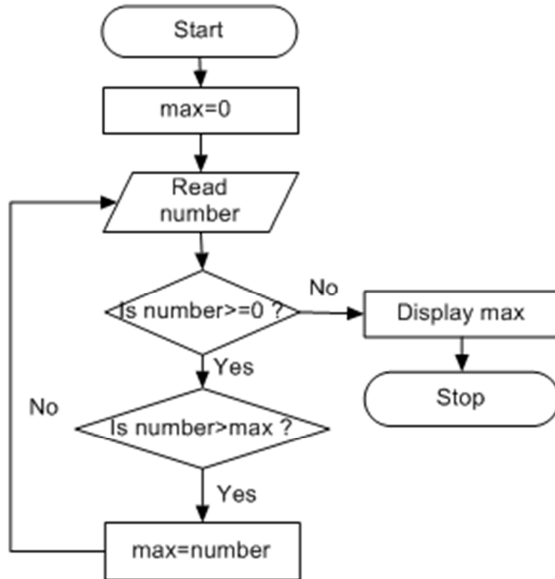 Start
max=0
Read
number
Is number>=0 ?
No
Display max
Yes
Stop
No
Is number>max ?
Yes
max=number